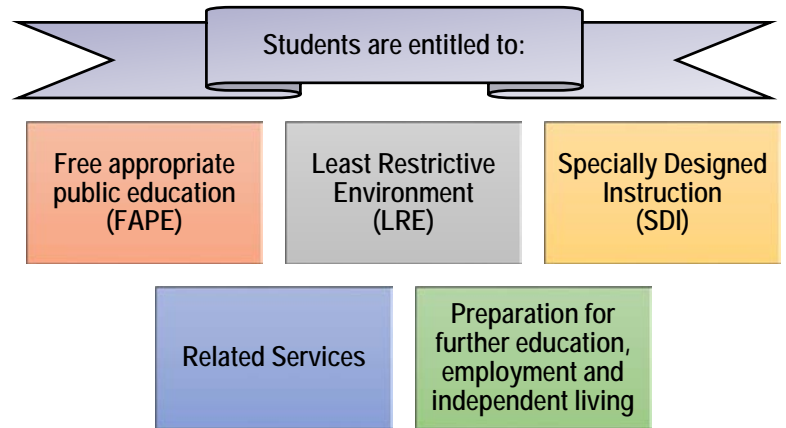 Students are entitled to:
Free appropriate
public education
(FAPE)
Least Restrictive
Environment
(LRE)
Specially Designed
Instruction
(SDI)
Related Services
Preparation for
further education,
employment and
independent living